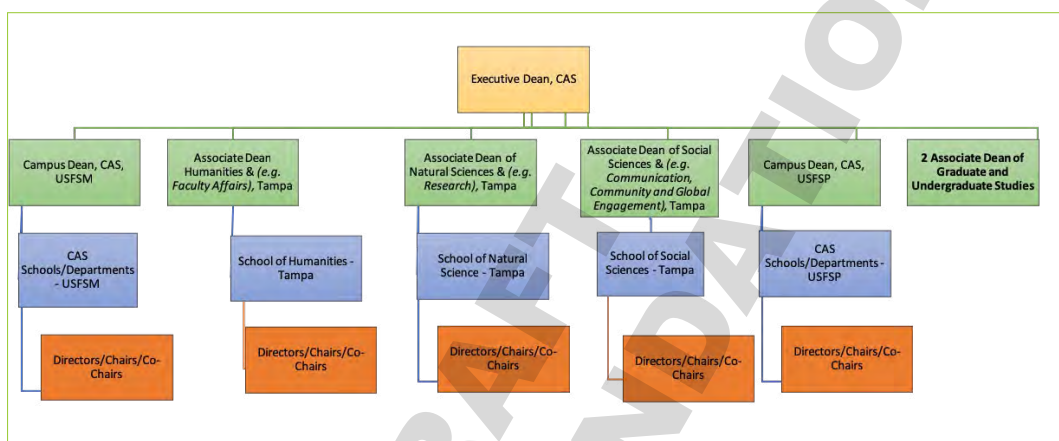 Executive Dean, CAS
Campus Dean, CAS,
USFSM
Associate Dean
Humanities & (e.g.
Faculty Affairs), Tampa
Associate Dean of
Natural Sciences & (e.g.
Research), Tampa
Associate Dean of Social
Sciences & (e.g.
Communication,
Community and Global
Engagement), Tampa
Campus Dean, CAS,
USFSP
2 Associate Dean of
Graduate and
Undergraduate Studies
CAS
Schools/Departments
- USFSM
School of Humanities -
Tampa
School of Natural
Science - Tampa
School of Social
Sciences - Tampa
CAS
Schools/Departments -
USFSP
Directors/Chairs/Co-
Chairs
Directors/Chairs/Co-
Chairs
Directors/Chairs/Co-
Chairs
Directors/Chairs/Co-
Chairs
Directors/Chairs/Co-
Chairs